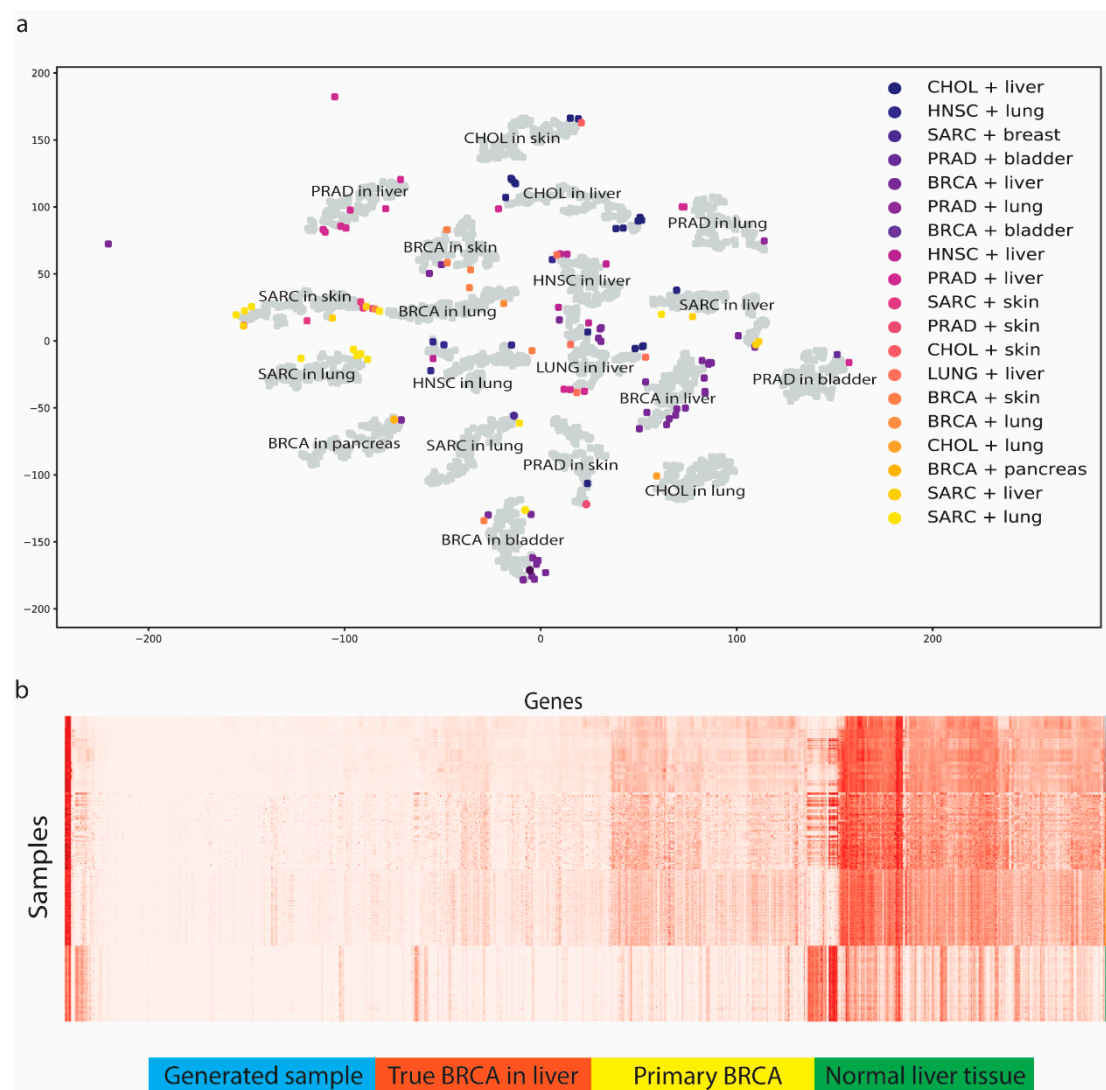 a
200
150
100
50
0
−50
−100
−150
−200
−200
−100
0
100
200
CHOL in skin
PRAD in liver
CHOL in liver
PRAD in lung
BRCA in skin
HNSC in liver
SARC in skin
BRCA in lung
SARC in liver
SARC in lung
HNSC in lung
LUNG in liver
BRCA in liver
PRAD in bladder
BRCA in pancreas
SARC in lung
PRAD in skin
CHOL in lung
BRCA in bladder
CHOL + liver
HNSC + lung
SARC + breast
PRAD + bladder
BRCA + liver
PRAD + lung
BRCA + bladder
HNSC + liver
PRAD + liver
SARC + skin
PRAD + skin
CHOL + skin
LUNG + liver
BRCA + skin
BRCA + lung
CHOL + lung
BRCA + pancreas
SARC + liver
SARC + lung
b
Genes
Samples
Generated sample
True BRCA in liver
Primary BRCA
Normal liver tissue